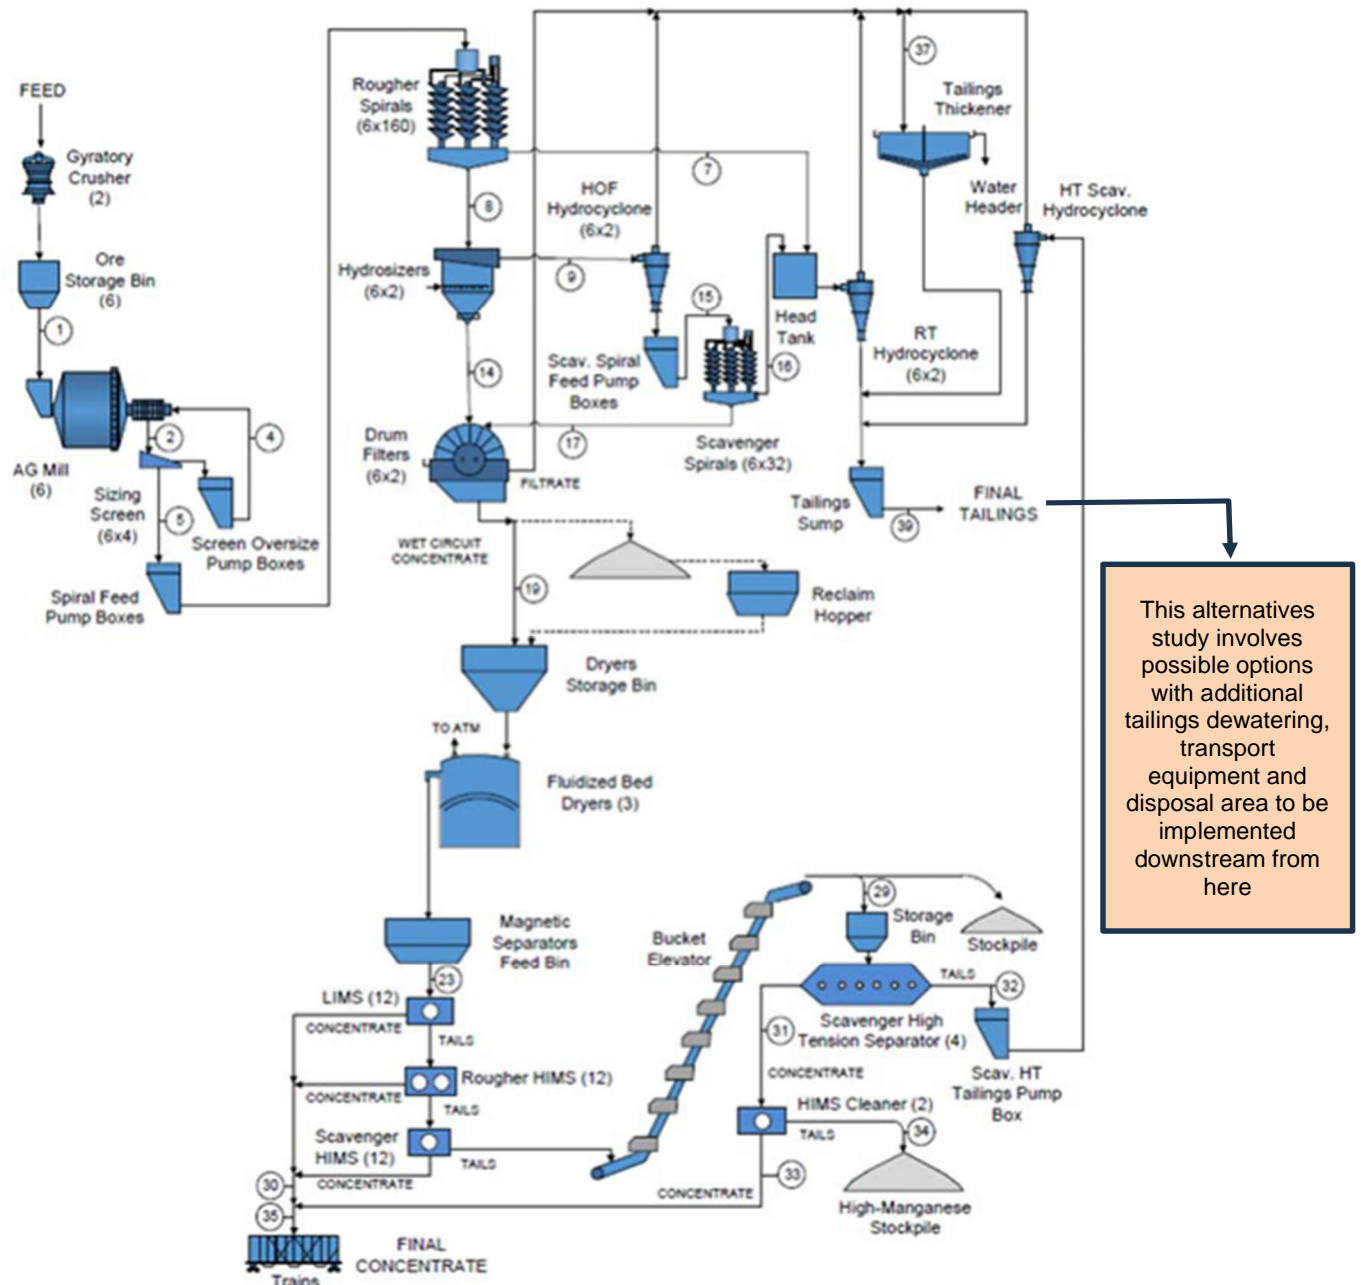 FEED
Gyratory
Crusher
(2)
Ore
Storage Bin
(6)
1
AG Mill
(6)
2
4
Sizing
Screen
(6x4)
5
Screen Oversize
Pump Boxes
Spiral Feed
Pump Boxes
Rougher
Spirals
(6x160)
7
8
Hydrosizers
(6x2)
9
HOF
Hydrocyclone
(6x2)
14
15
Scav. Spiral
Feed Pump
Boxes
16
Head
Tank
17
Scavenger
Spirals (6x32)
Drum
Filters
(6x2)
FILTRATE
RT
Hydrocyclone
(6x2)
37
Tailings
Thickener
Water
Header
HT Scav.
Hydrocyclone
Tailings
Sump
39
FINAL
TAILINGS
This alternatives
study involves
possible options
with additional
tailings dewatering,
transport
equipment and
disposal area to be
implemented
downstream from
here
WET CIRCUIT
CONCENTRATE
19
Reclaim
Hopper
Dryers
Storage Bin
TO ATM
Fluidized Bed
Dryers (3)
Magnetic
Separators
Feed Bin
23
LIMS (12)
CONCENTRATE
TAILS
Rougher HIMS (12)
CONCENTRATE
TAILS
Scavenger
HIMS (12)
TAILS
CONCENTRATE
30
35
Trains
FINAL
CONCENTRATE
Bucket
Elevator
29
Storage
Bin
Stockpile
TAILS
32
Scavenger High
Tension Separator (4)
31
CONCENTRATE
Scav. HT
Tailings Pump
Box
HIMS Cleaner (2)
TAILS
34
33
CONCENTRATE
High-Manganese
Stockpile